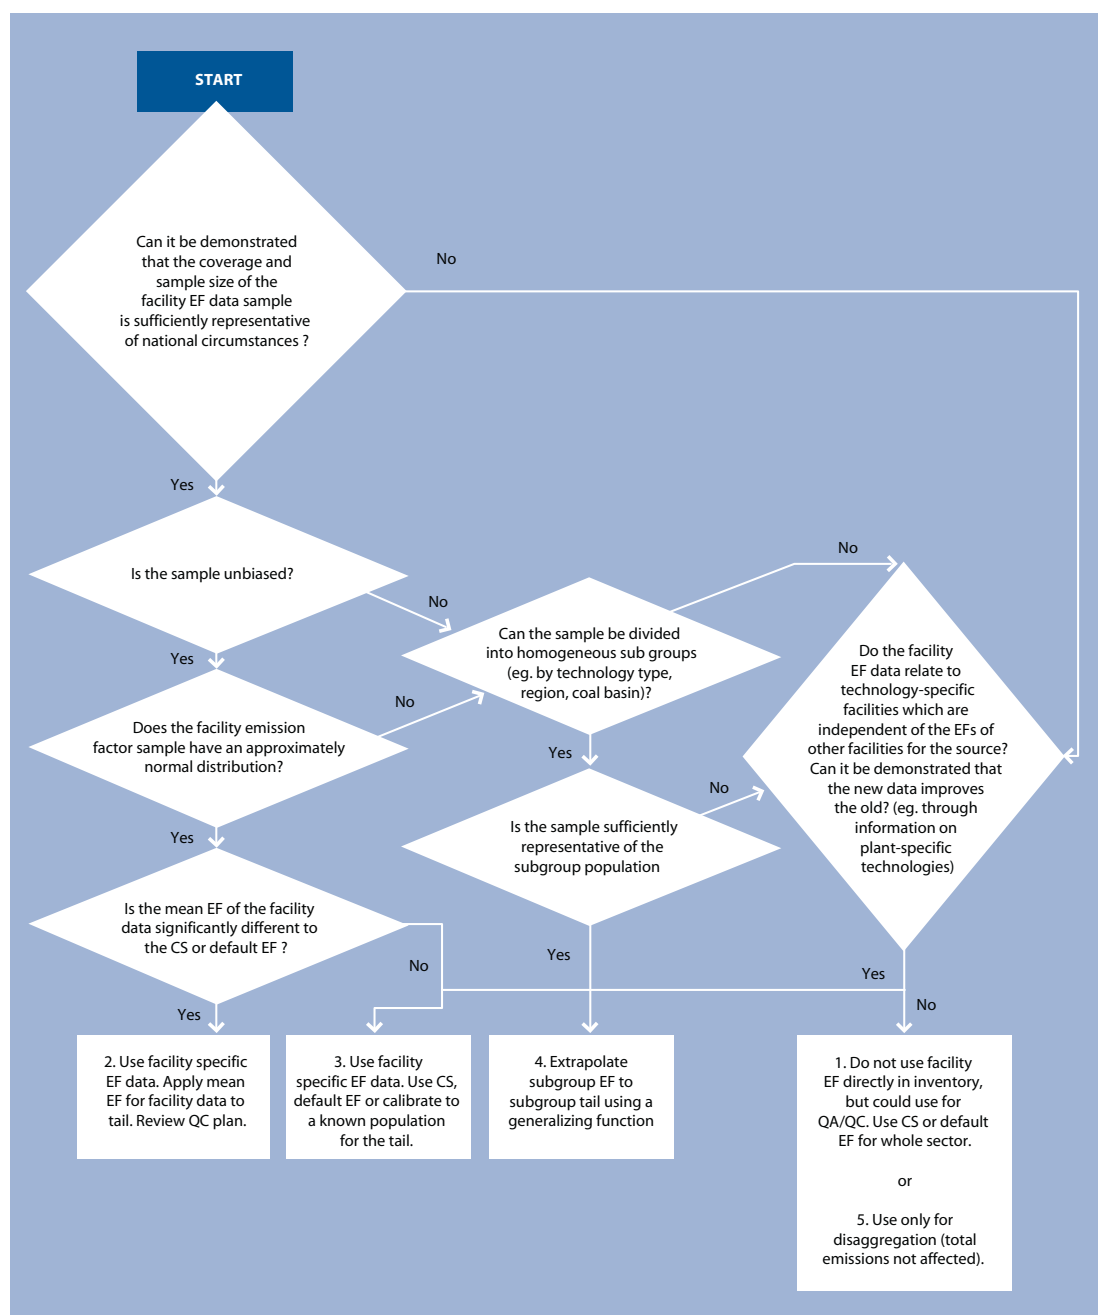 START
Can it be demonstrated
that the coverage and
sample size of the
facility EF data sample
is sufficiently representative
of national circumstances ?
No
Yes
Is the sample unbiased?
No
Yes
Does the facility emission
factor sample have an approximately
normal distribution?
No
Yes
Is the mean EF of the facility
data significantly different to
the CS or default EF ?
No
Yes
Can the sample be divided
into homogeneous sub groups
(eg. by technology type,
region, coal basin)?
No
Yes
Is the sample sufficiently
representative of the
subgroup population
No
Yes
Do the facility
EF data relate to
technology-specific
facilities which are
independent of the EFs of
other facilities for the source?
Can it be demonstrated that
the new data improves
the old? (eg. through
information on
plant-specific
technologies)
Yes
No
2. Use facility specific
EF data. Apply mean
EF for facility data to
tail. Review QC plan.
3. Use facility
specific EF data. Use CS,
default EF or calibrate to
a known population
for the tail.
4. Extrapolate
subgroup EF to
subgroup tail using a
generalizing function
1. Do not use facility
EF directly in inventory,
but could use for
QA/QC. Use CS or default
EF for whole sector.
or
5. Use only for
disaggregation (total
emissions not affected).